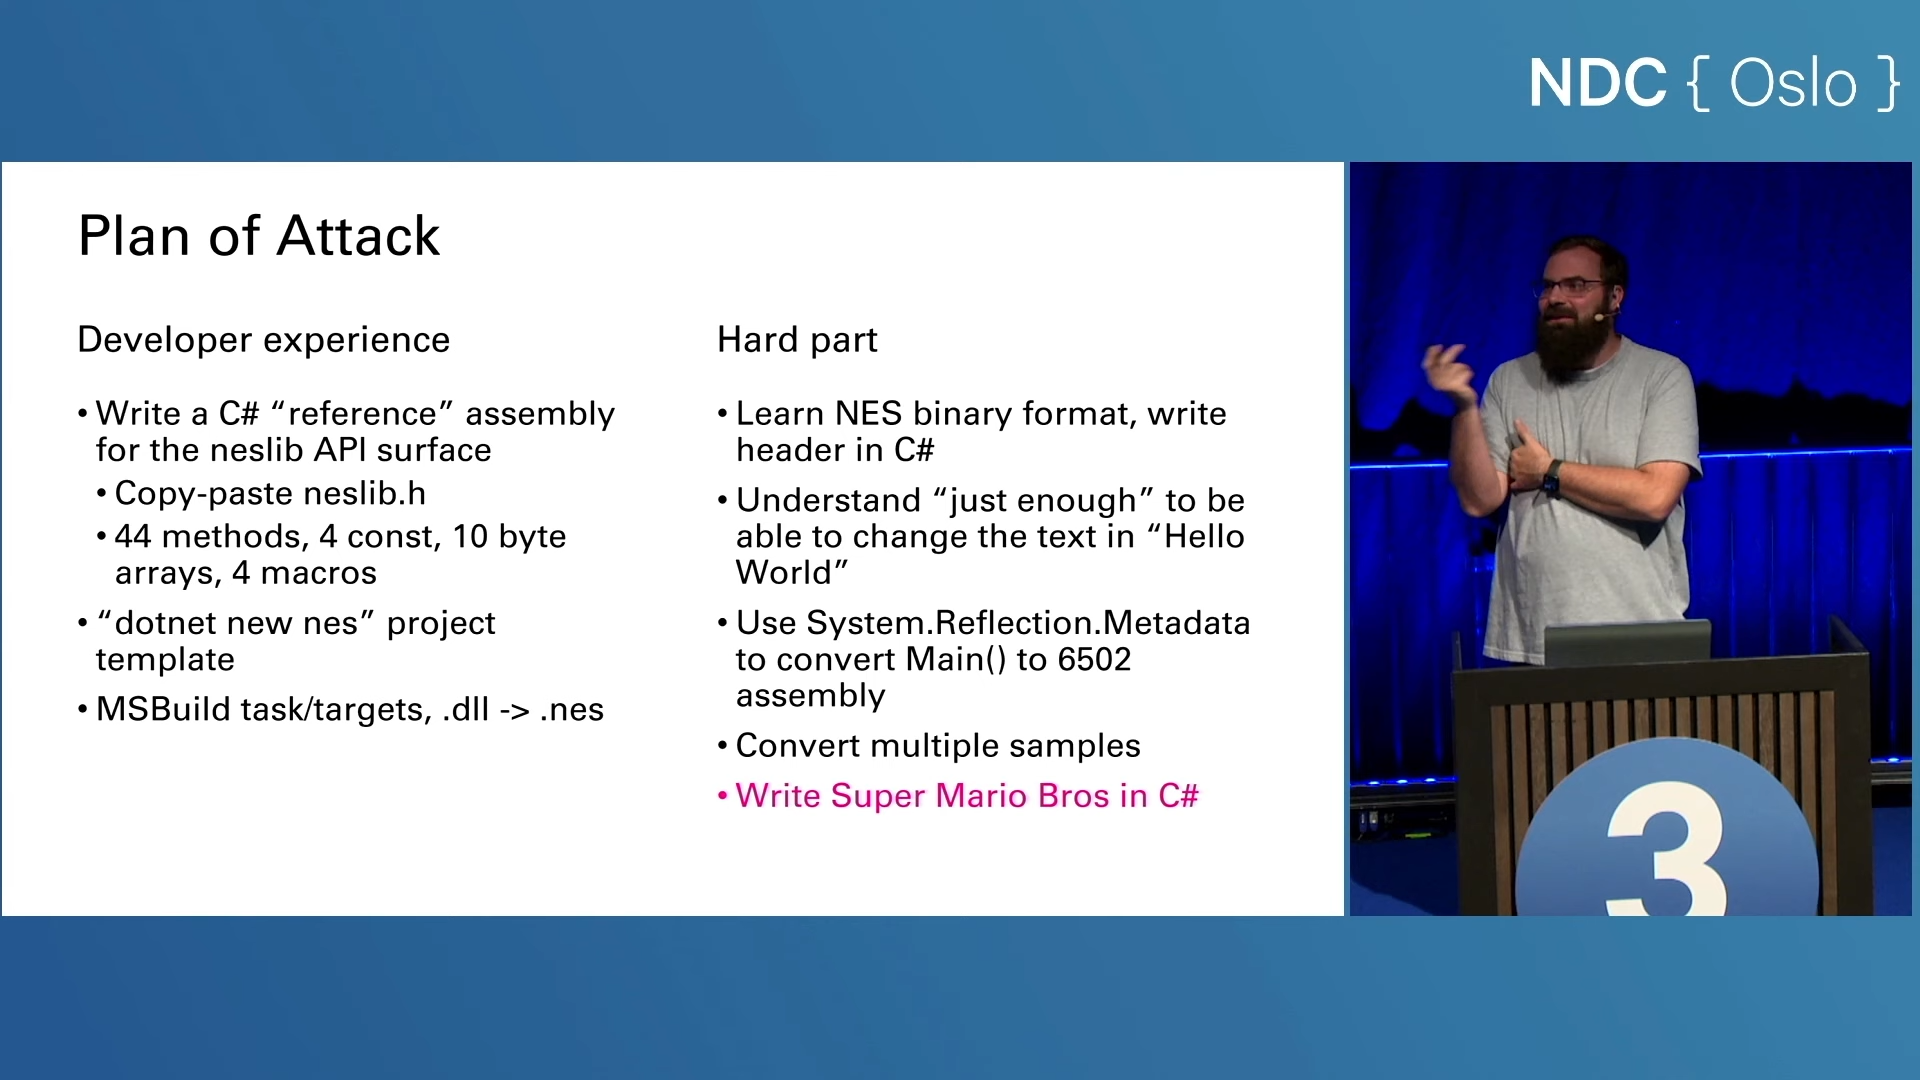 NDC { Oslo }
Plan of Attack
Developer experience
• Write a C# “reference” assembly
for the neslib API surface
• Copy-paste neslib.h
• 44 methods, 4 const, 10 byte
arrays, 4 macros
• “dotnet new nes” project
template
• MSBuild task/targets, .dll -> .nes
Hard part
• Learn NES binary format, write
header in C#
• Understand “just enough” to be
able to change the text in “Hello
World”
• Use System.Reflection.Metadata
to convert Main() to 6502
assembly
• Convert multiple samples
• Write Super Mario Bros in C#
3